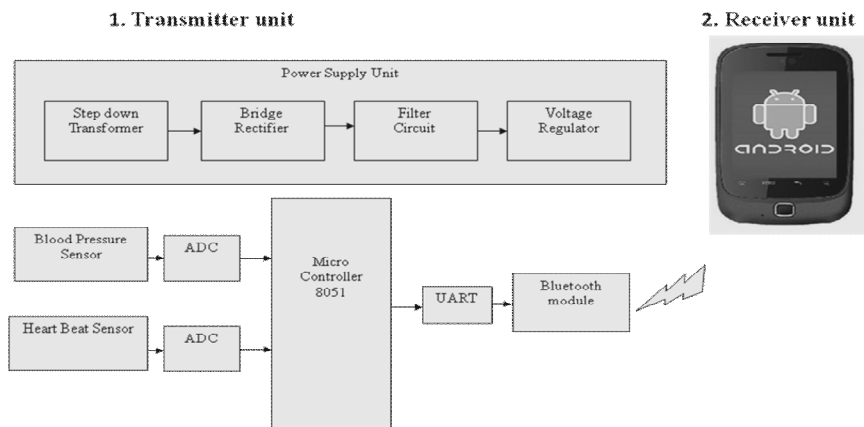 1. Transmitter unit
2. Receiver unit
Power Supply Unit
Step down
Transformer
Bridge
Rectifier
Filter
Circuit
Voltage
Regulator
ANDROID
Blood Pressure
Sensor
ADC
Micro
Controller
8051
UART
Bluetooth
module
Heart Beat Sensor
ADC